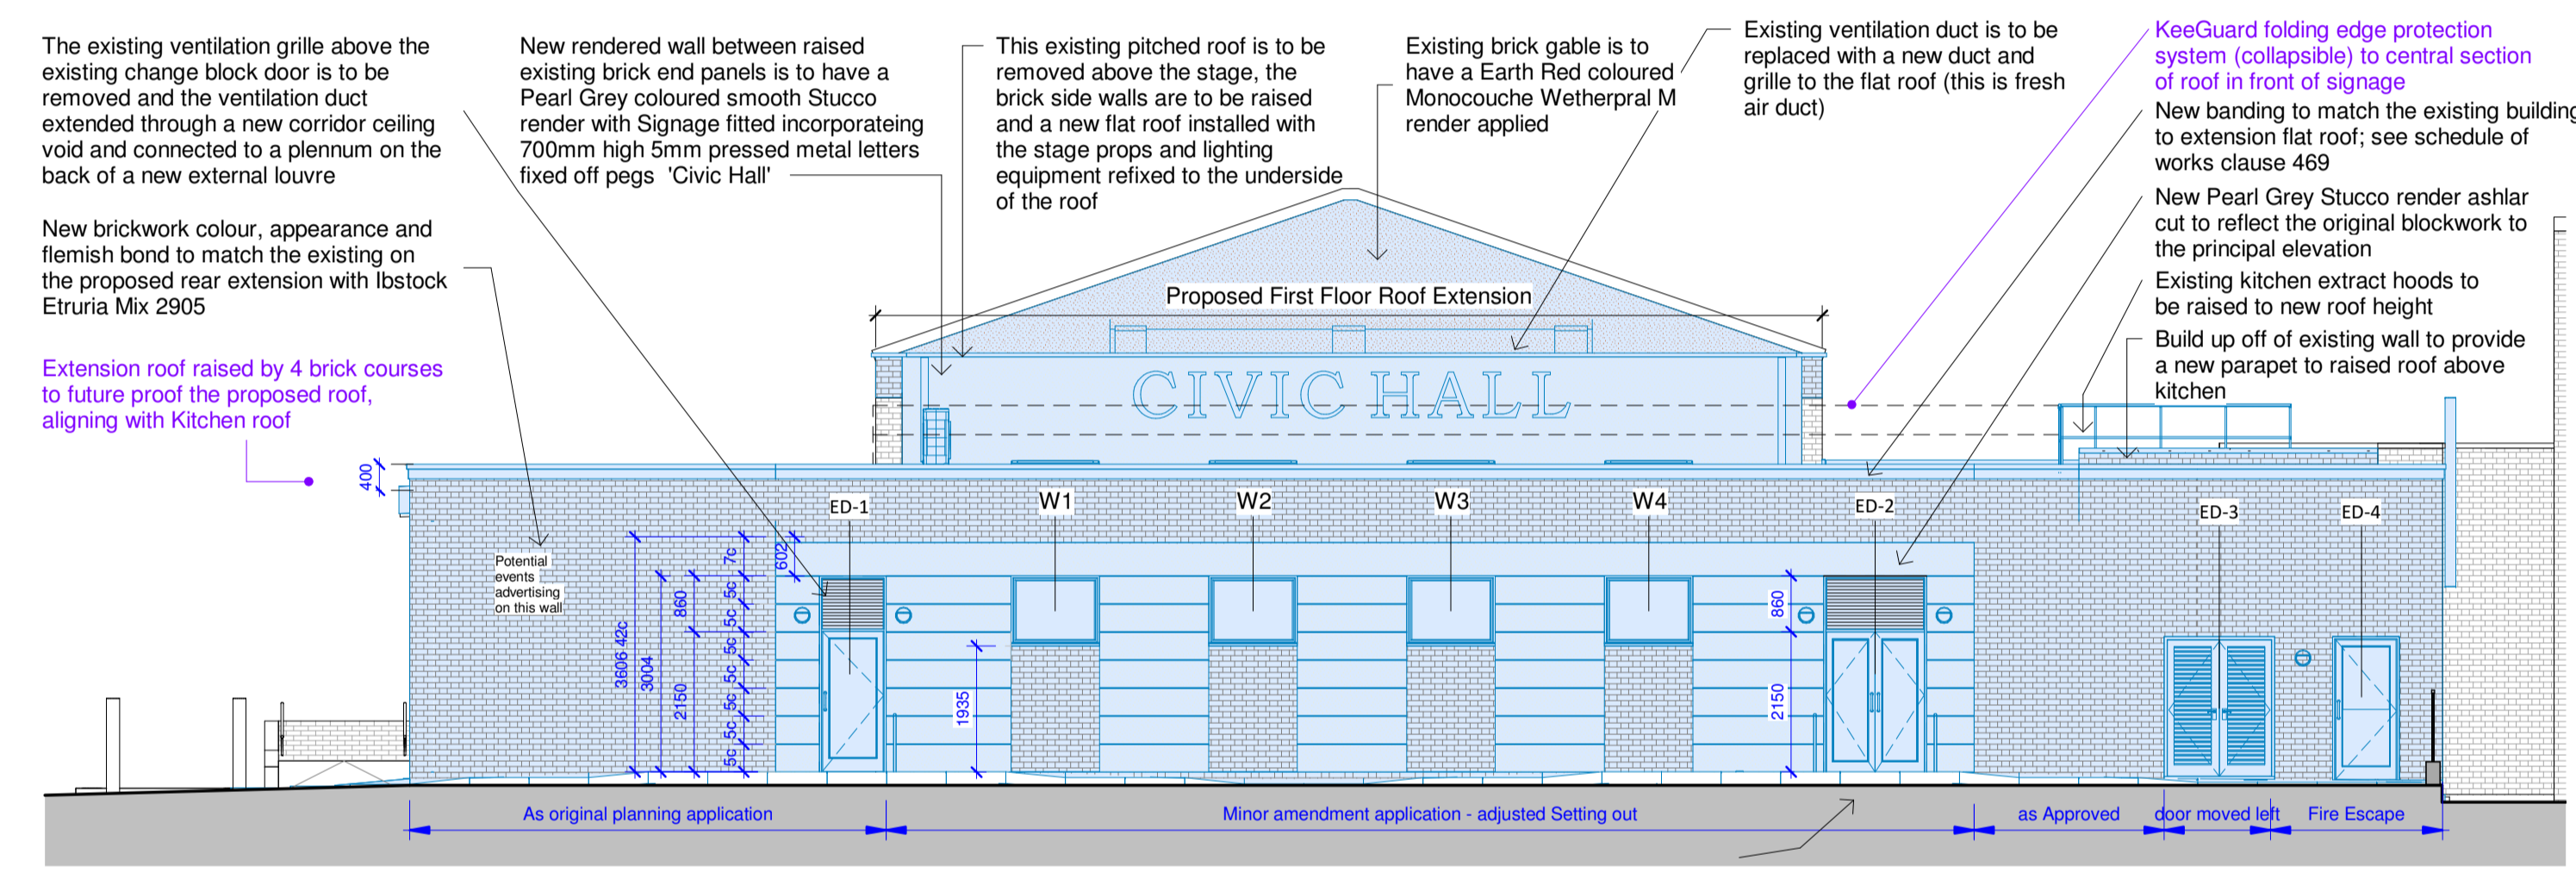 The existing ventilation grille above the
existing change block door is to be
removed and the ventilation duct
extended through a new corridor ceiling
void and connected to a plennum on the
back of a new external louvre
New brickwork colour, appearance and
flemish bond to match the existing on
the proposed rear extension with Ibstock
Etruria Mix 2905
Extension roof raised by 4 brick courses
to future proof the proposed roof,
aligning with Kitchen roof
New rendered wall between raised
existing brick end panels is to have a
Pearl Grey coloured smooth Stucco
render with Signage fitted incorporateing
700mm high 5mm pressed metal letters
fixed off pegs 'Civic Hall'
This existing pitched roof is to be
removed above the stage, the
brick side walls are to be raised
and a new flat roof installed with
the stage props and lighting
equipment refixed to the underside
of the roof
Existing brick gable is to
have a Earth Red coloured
Monocouche Wetherpral M
render applied
Existing ventilation duct is to be
replaced with a new duct and
grille to the flat roof (this is fresh
air duct)
KeeGuard folding edge protection
system (collapsible) to central section
of roof in front of signage
New banding to match the existing building
to extension flat roof; see schedule of
works clause 469
New Pearl Grey Stucco render ashlar
cut to reflect the original blockwork to
the principal elevation
Existing kitchen extract hoods to
be raised to new roof height
Build up off of existing wall to provide
a new parapet to raised roof above
kitchen
Proposed First Floor Roof Extension
CIVIC HALL
400
ED-1
W1
W2
W3
W4
ED-2
ED-3
ED-4
Potential
events
advertising
on this wall
3606 42c
3004
860
2150
7c
5c
5c
5c
5c
5c
5c
5c
602
1935
860
2150
As original planning application
Minor amendment application - adjusted Setting out
as Approved
door moved left
Fire Escape